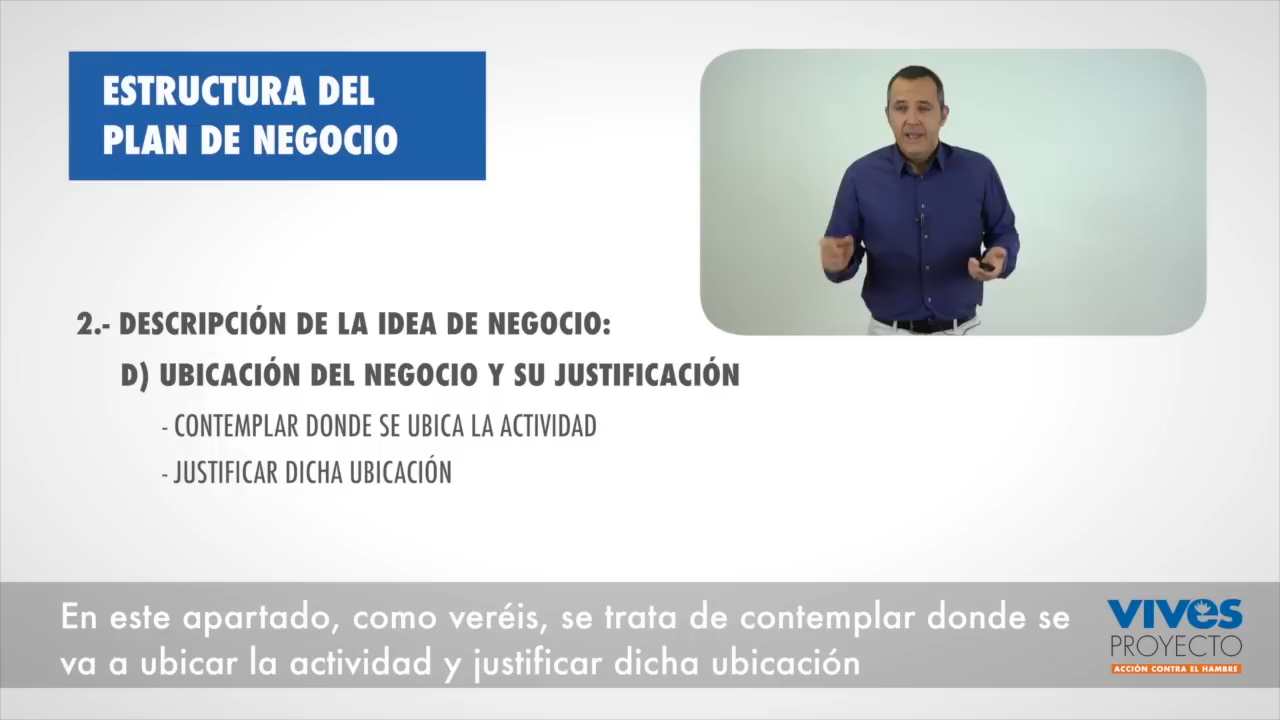 ESTRUCTURA DEL
PLAN DE NEGOCIO
2.- DESCRIPCIÓN DE LA IDEA DE NEGOCIO:
D) UBICACIÓN DEL NEGOCIO Y SU JUSTIFICACIÓN
- CONTEMPLAR DONDE SE UBICA LA ACTIVIDAD
- JUSTIFICAR DICHA UBICACIÓN
En este apartado, como veréis, se trata de contemplar donde se
va a ubicar la actividad y justificar dicha ubicación
VIVES
PROYECTO
ACCIÓN CONTRA EL HAMBRE